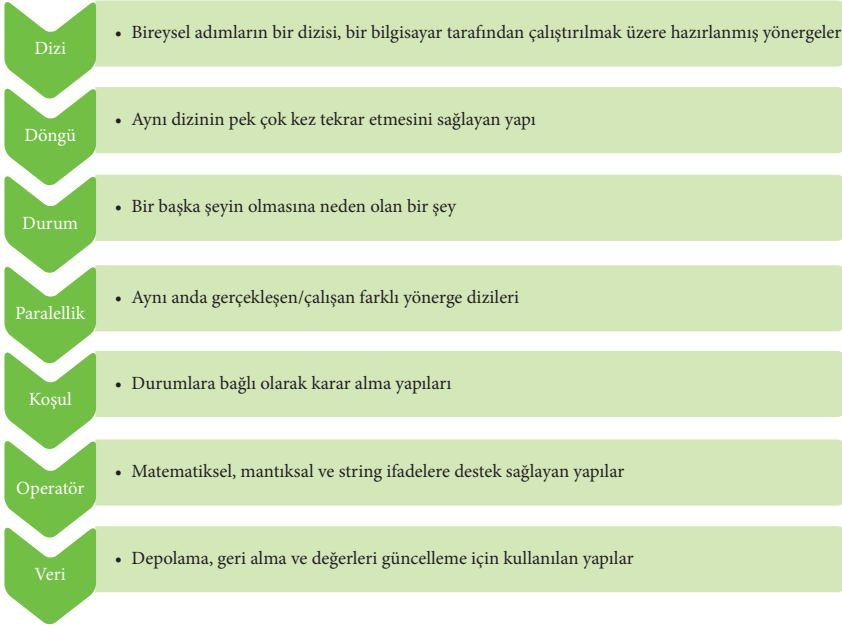 Dizi
• Bireysel adımların bir dizisi, bir bilgisayar tarafından çalıştırılmak üzere hazırlanmış yönergeler
Döngü
• Aynı dizinin pek çok kez tekrar etmesini sağlayan yapı
Durum
• Bir başka şeyin olmasına neden olan bir şey
Paralellik
• Aynı anda gerçekleşen/çalışan farklı yönerge dizileri
Koşul
• Durumlara bağlı olarak karar alma yapıları
Operatör
• Matematiksel, mantıksal ve string ifadelere destek sağlayan yapılar
Veri
• Depolama, geri alma ve değerleri güncelleme için kullanılan yapılar